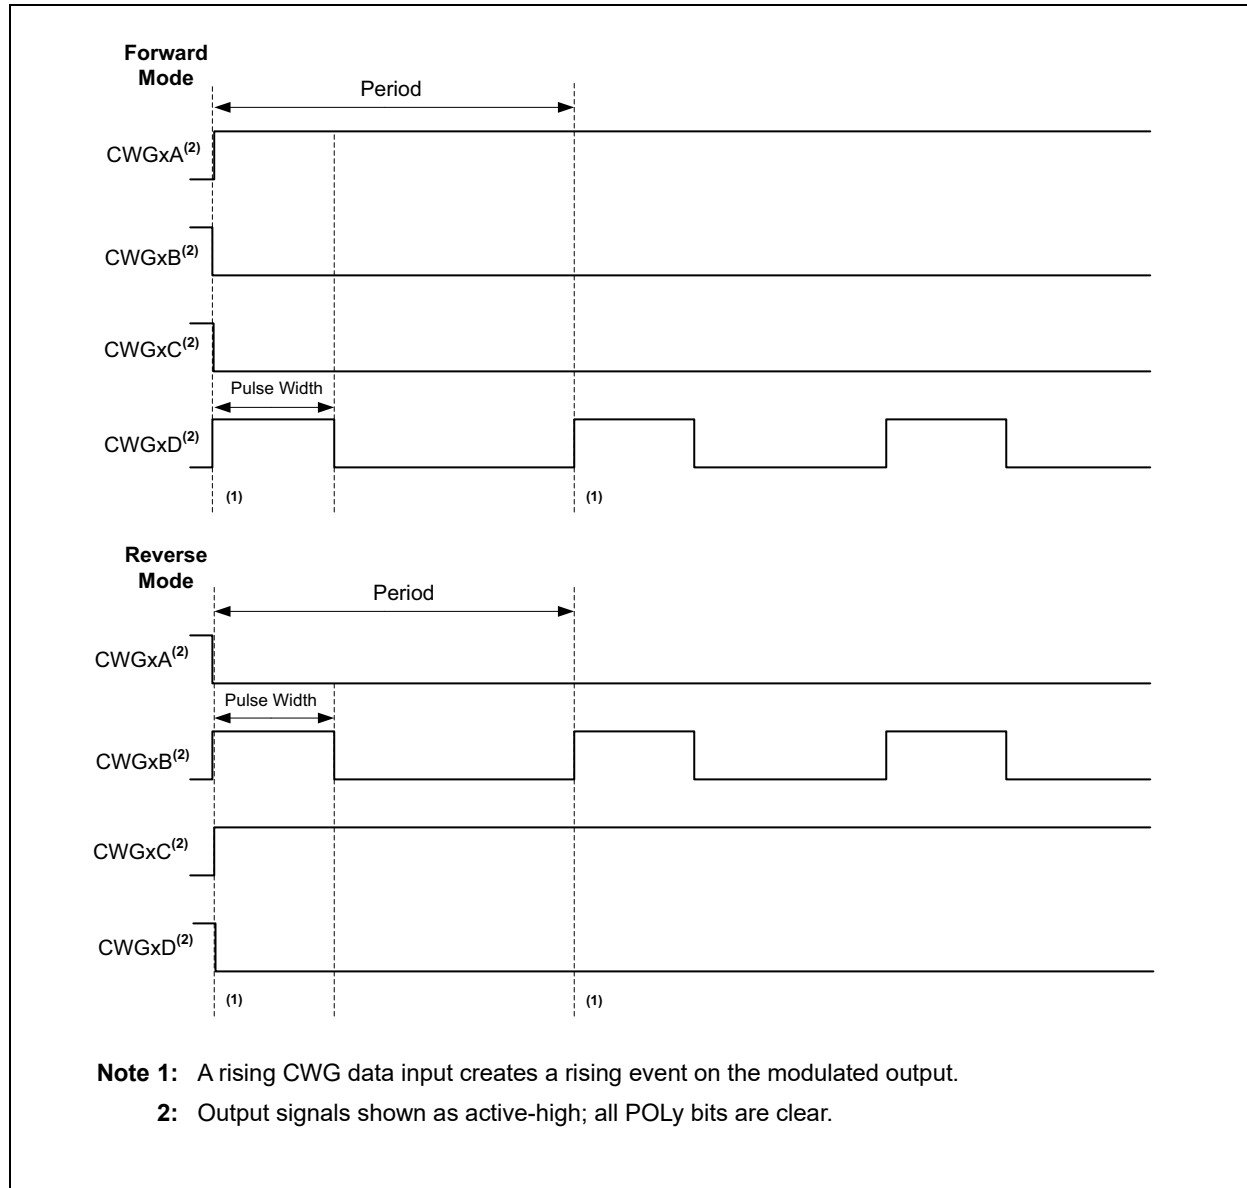 Forward
Mode
Period
CWGxA(2)
CWGxB(2)
CWGxC(2)
Pulse Width
CWGxD(2)
(1) (1)
Reverse
Mode
Period
CWGxA(2)
Pulse Width
CWGxB(2)
CWGxC(2)
CWGxD(2)
(1) (1)
Note 1: A rising CWG data input creates a rising event on the modulated output.
2: Output signals shown as active-high; all POLy bits are clear.